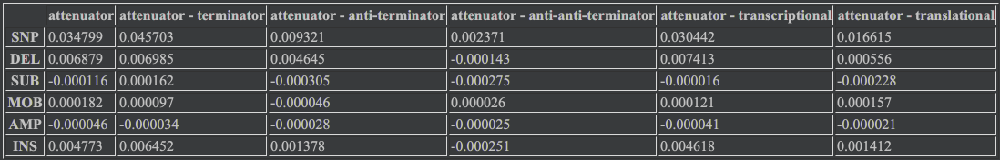 attenuator attenuator - terminator attenuator - anti-terminator attenuator - anti-anti-terminator attenuator - transcriptional attenuator - translational
SNP 0.034799 0.045703 0.009321 0.002371 0.030442 0.016615
DEL 0.006879 0.006985 0.004645 -0.000143 0.007413 0.000556
SUB -0.000116 0.000162 -0.000305 -0.000275 -0.000016 -0.000228
MOB 0.000182 0.000097 -0.000046 0.000026 0.000121 0.000157
AMP -0.000046 -0.000034 -0.000028 -0.000025 -0.000041 -0.000021
INS 0.004773 0.006452 0.001378 -0.000251 0.004618 0.001412